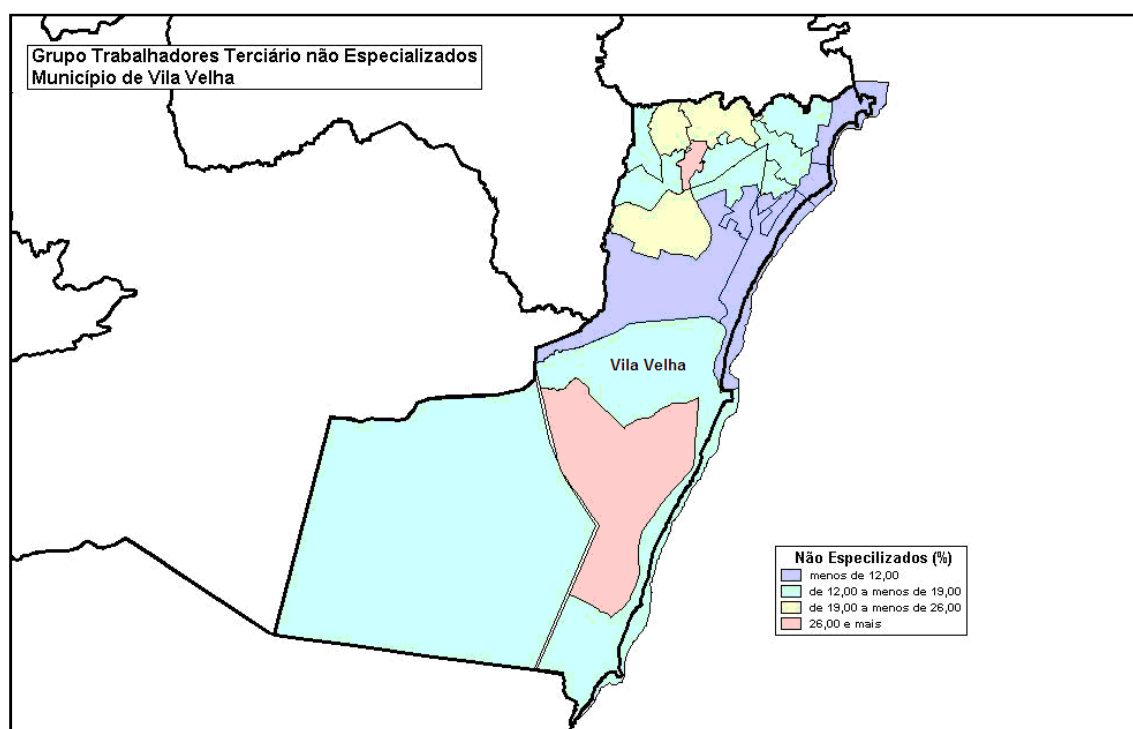 Grupo Trabalhadores Terciário não Especializados
Município de Vila Velha
Vila Velha
Não Especilizados (%)
menos de 12,00
de 12,00 a menos de 19,00
de 19,00 a menos de 26,00
26,00 e mais